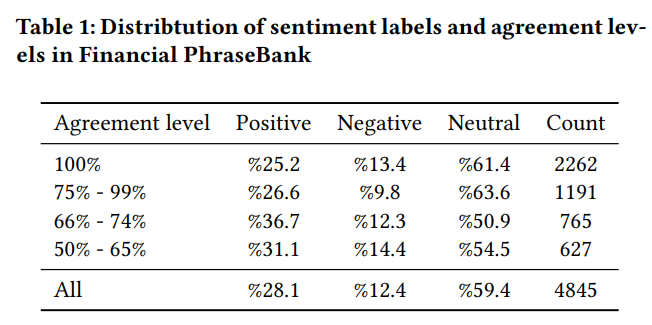 Table 1: Distribtution of sentiment labels and agreement lev-
els in Financial PhraseBank
Agreement level Positive Negative Neutral Count
100% %25.2 %13.4 %61.4 2262
75% - 99% %26.6 %9.8 %63.6 1191
66% - 74% %36.7 %12.3 %50.9 765
50% - 65% %31.1 %14.4 %54.5 627
All %28.1 %12.4 %59.4 4845